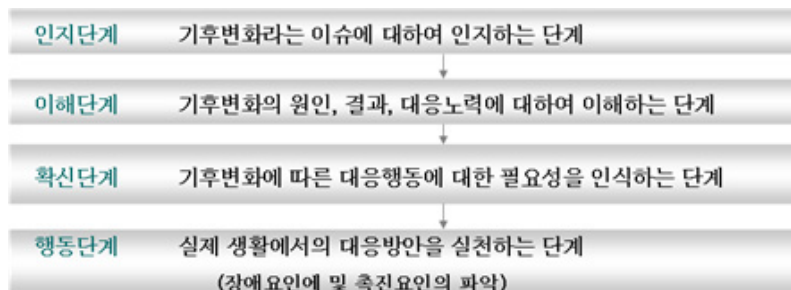 인지단계 기후변화라는 이슈에 대하여 인지하는 단계
이해단계 기후변화의 원인, 결과, 대응노력에 대하여 이해하는 단계
확신단계 기후변화에 따른 대응행동에 대한 필요성을 인식하는 단계
행동단계 실제 생활에서의 대응방안을 실천하는 단계
(장애요인에 및 촉진요인의 파악)